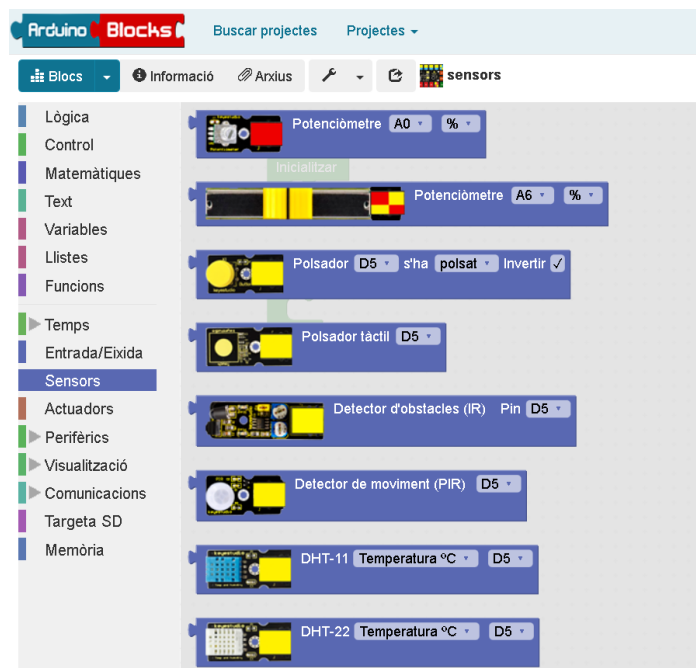 Arduino Blocks
Buscar projectes Projectes
Blocs Informació Arxius sensors
Lògica
Control
Matemàtiques
Text
Variables
Llistes
Funcions
Temps
Entrada/Eixida
Sensors
Actuadors
Perifèrics
Visualització
Comunicacions
Targeta SD
Memòria
Potenciòmetre A0 %
Inicialitzar
Potenciòmetre A6 %
Polsador D5 s'ha polsat Invertir
Polsador tàctil D5
Detector d'obstacles (IR) Pin D5
Detector de moviment (PIR) D5
DHT-11 Temperatura ºC D5
DHT-22 Temperatura ºC D5